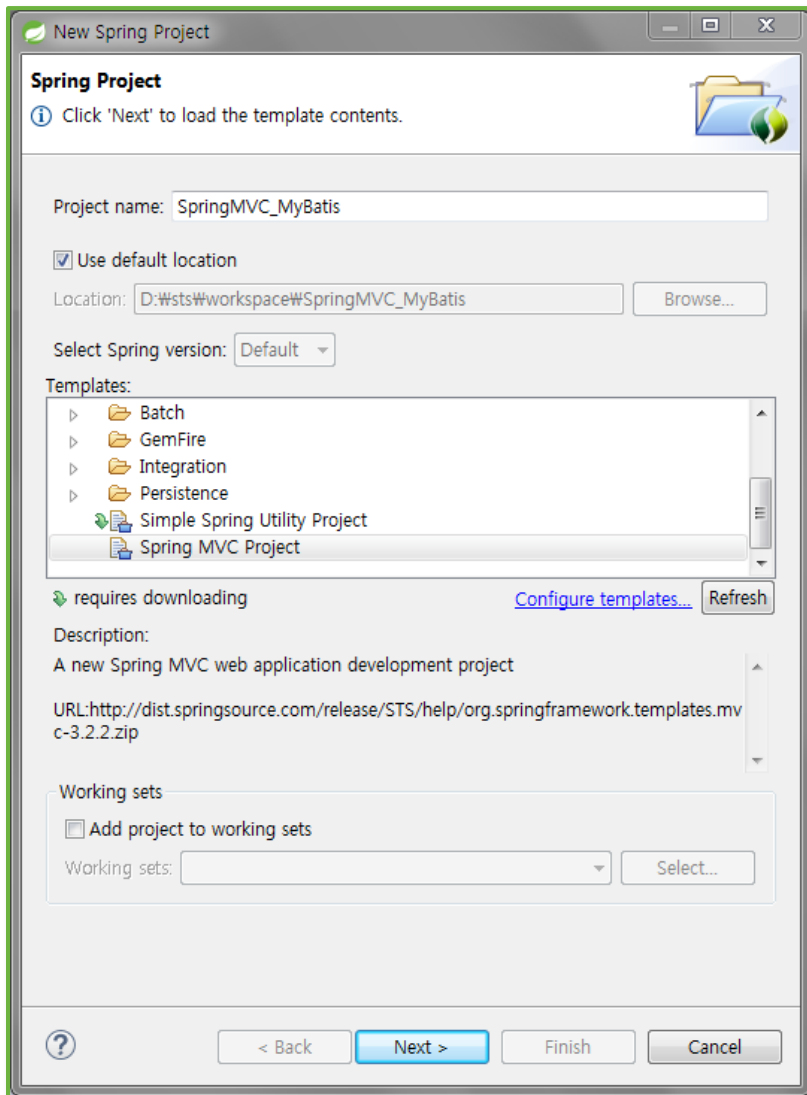 New Spring Project
Spring Project
Click 'Next' to load the template contents.
Project name: SpringMVC_MyBatis
Use default location
Location: D:₩sts₩workspace₩SpringMVC_MyBatis Browse...
Select Spring version: Default
Templates:
Batch
GemFire
Integration
Persistence
Simple Spring Utility Project
Spring MVC Project
requires downloading Configure templates... Refresh
Description:
A new Spring MVC web application development project
URL:http://dist.springsource.com/release/STS/help/org.springframework.templates.mv
c-3.2.2.zip
Working sets
Add project to working sets
Working sets: Select...
? < Back Next > Finish Cancel